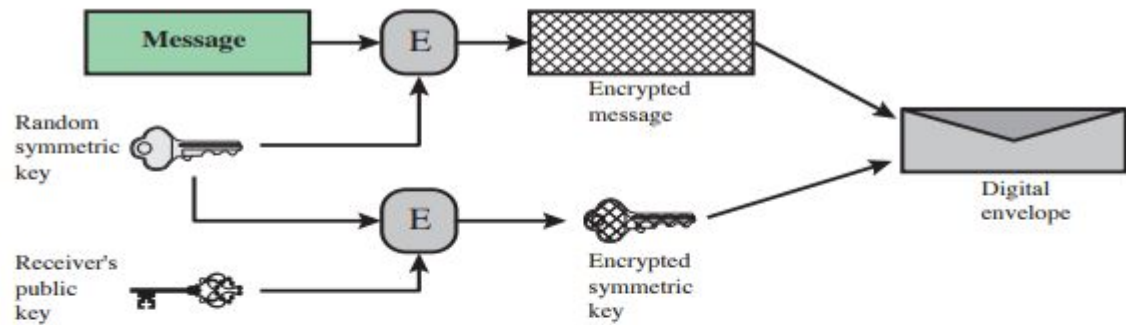 Message
E
Encrypted
message
Random
symmetric
key
Digital
envelope
E
Receiver's
public
key
Encrypted
symmetric
key